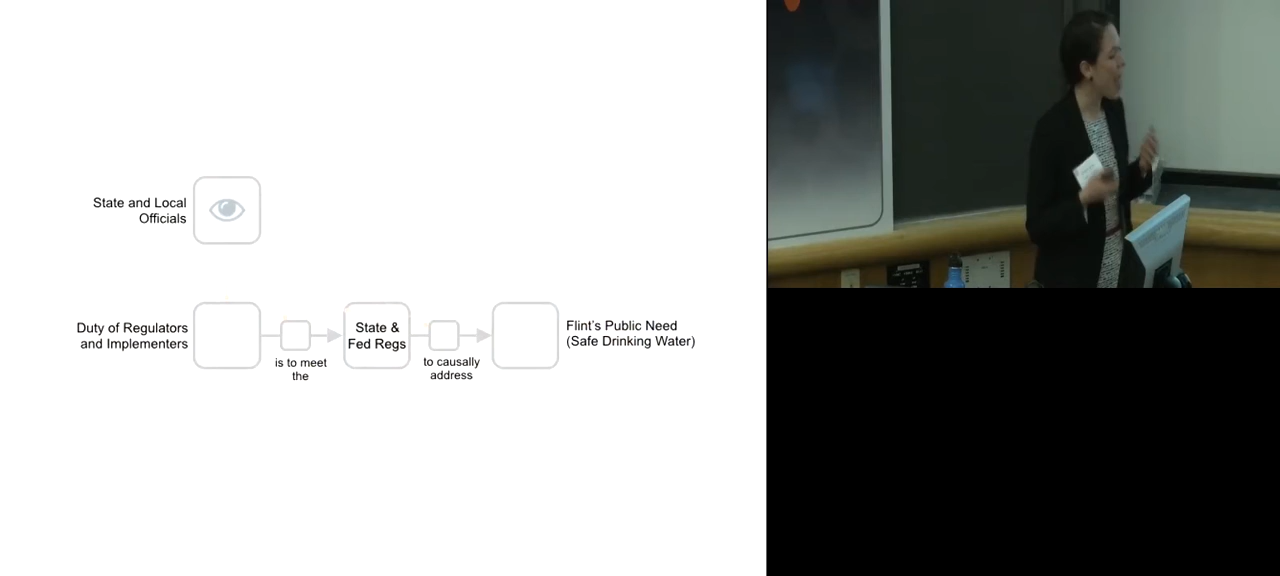 State and Local
Officials
Duty of Regulators
and Implementers
is to meet
the
State &
Fed Regs
to causally
address
Flint's Public Need
(Safe Drinking Water)